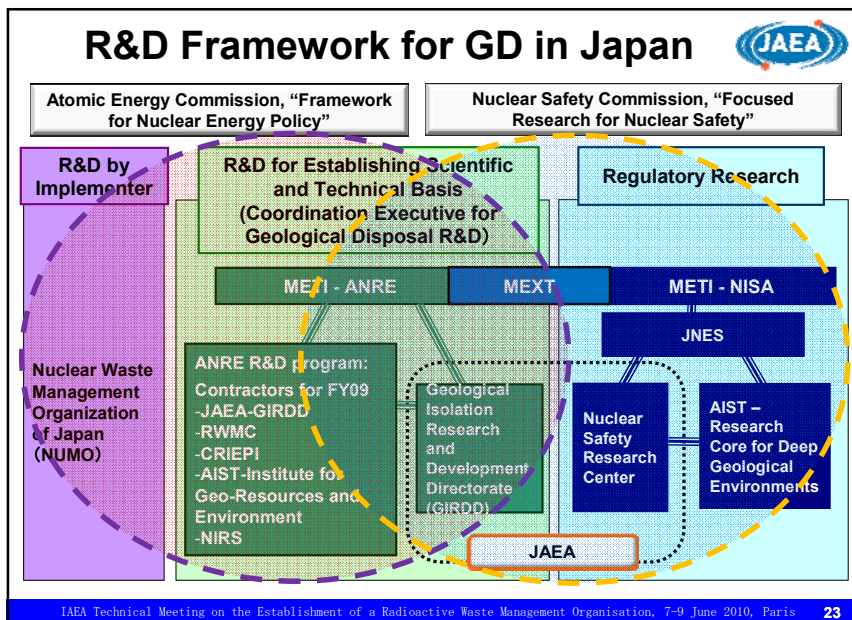 R&D Framework for GD in Japan
JAEA
Atomic Energy Commission, “Framework
for Nuclear Energy Policy”
Nuclear Safety Commission, “Focused
Research for Nuclear Safety”
R&D by
Implementer
R&D for Establishing Scientific
and Technical Basis
(Coordination Executive for
Geological Disposal R&D）
Regulatory Research
METI - ANRE
MEXT
METI - NISA
JNES
Nuclear Waste
Management
Organization
of Japan
（NUMO）
ANRE R&D program:
Contractors for FY09
-JAEA-GIRDD
-RWMC
-CRIEPI
-AIST-Institute for
Geo-Resources and
Environment
-NIRS
Geological
Isolation
Research
and
Development
Directorate
(GIRDD)
Nuclear
Safety
Research
Center
AIST –
Research
Core for Deep
Geological
Environments
JAEA
IAEA Technical Meeting on the Establishment of a Radioactive Waste Management Organisation, 7-9 June 2010, Paris 23